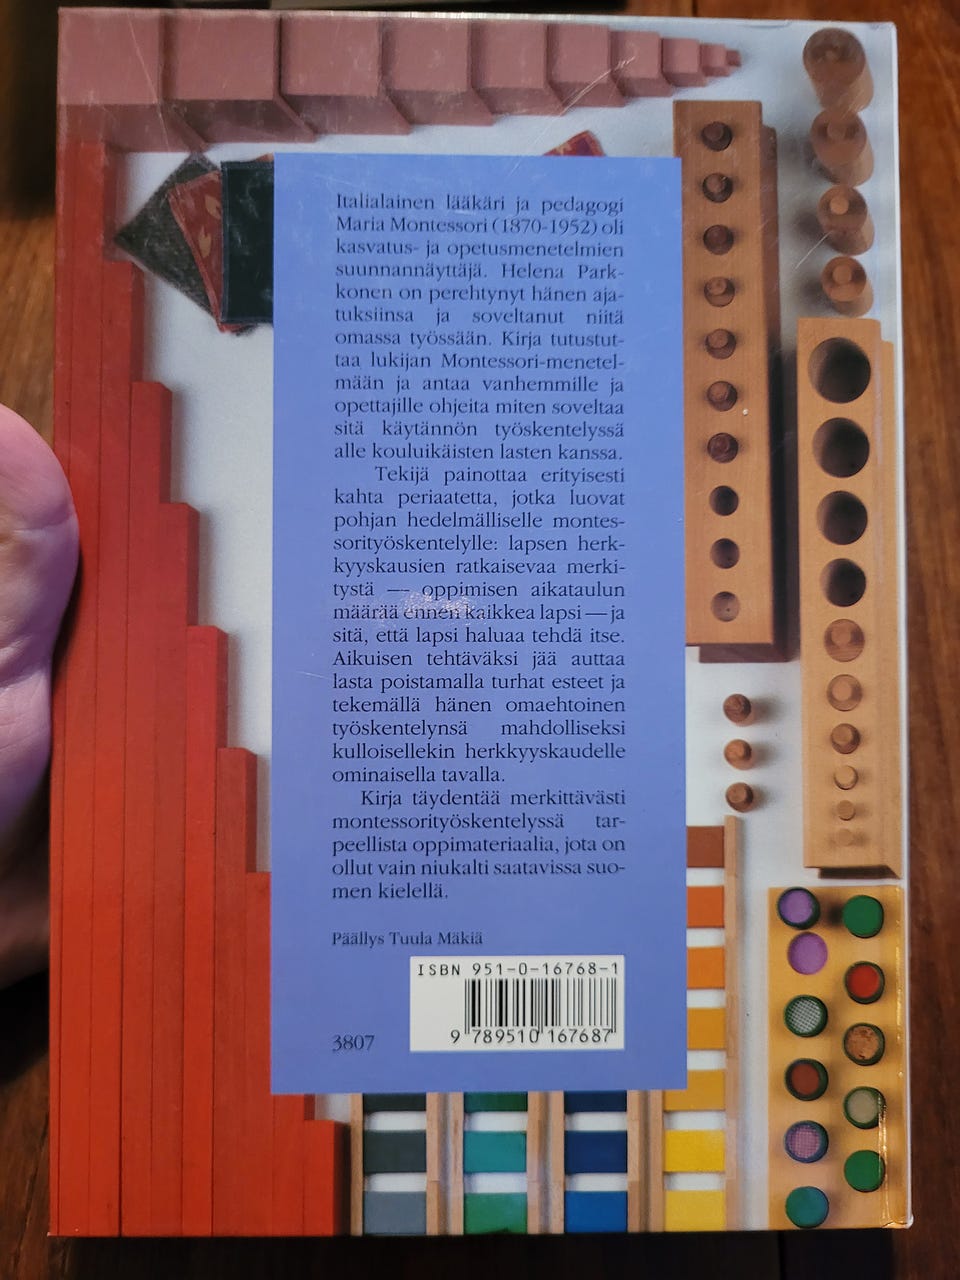 Italialainen lääkäri ja pedagogi
Maria Montessori (1870-1952) oli
kasvatus- ja opetusmenetelmien
suunnannäyttäjä. Helena Park-
konen on perehtynyt hänen aja-
tuksiinsa ja soveltanut niitä
omassa työssään. Kirja tutustut-
taa lukijan Montessori-menetel-
mään ja antaa vanhemmille ja
opettajille ohjeita miten soveltaa
sitä käytännön työskentelyssä
alle kouluikäisten lasten kanssa.
Tekijä painottaa erityisesti
kahta periaatetta, jotka luovat
pohjan hedelmälliselle montes-
sorityöskentelylle: lapsen herk-
kyyskausien ratkaisevaa merki-
tystä — oppimisen aikataulun
määrää ennen kaikkea lapsi — ja
sitä, että lapsi haluaa tehdä itse.
Aikuisen tehtäväksi jää auttaa
lasta poistamalla turhat esteet ja
tekemällä hänen omaehtoinen
työskentelynsä mahdolliseksi
kulloisellekin herkkyyskaudelle
ominaisella tavalla.
Kirja täydentää merkittävästi
montessorityöskentelyssä tar-
peellista oppimateriaalia, jota on
ollut vain niukalti saatavissa suo-
men kielellä.
Päällys Tuula Mäkiä
ISBN 951-0-16768-1
9 789510 167687
3807